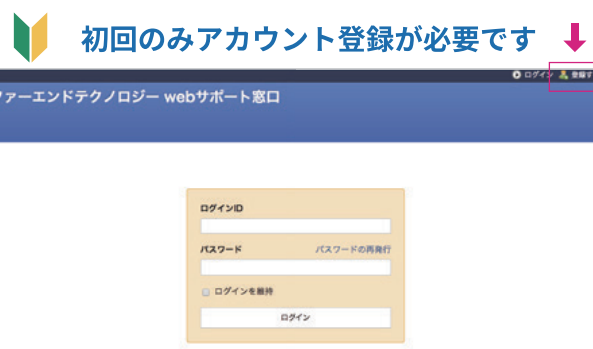 初回のみアカウント登録が必要です
ログイン 登録す
ファーエンドテクノロジー webサポート窓口
ログインID
パスワード パスワードの再発行
ログインを維持
ログイン